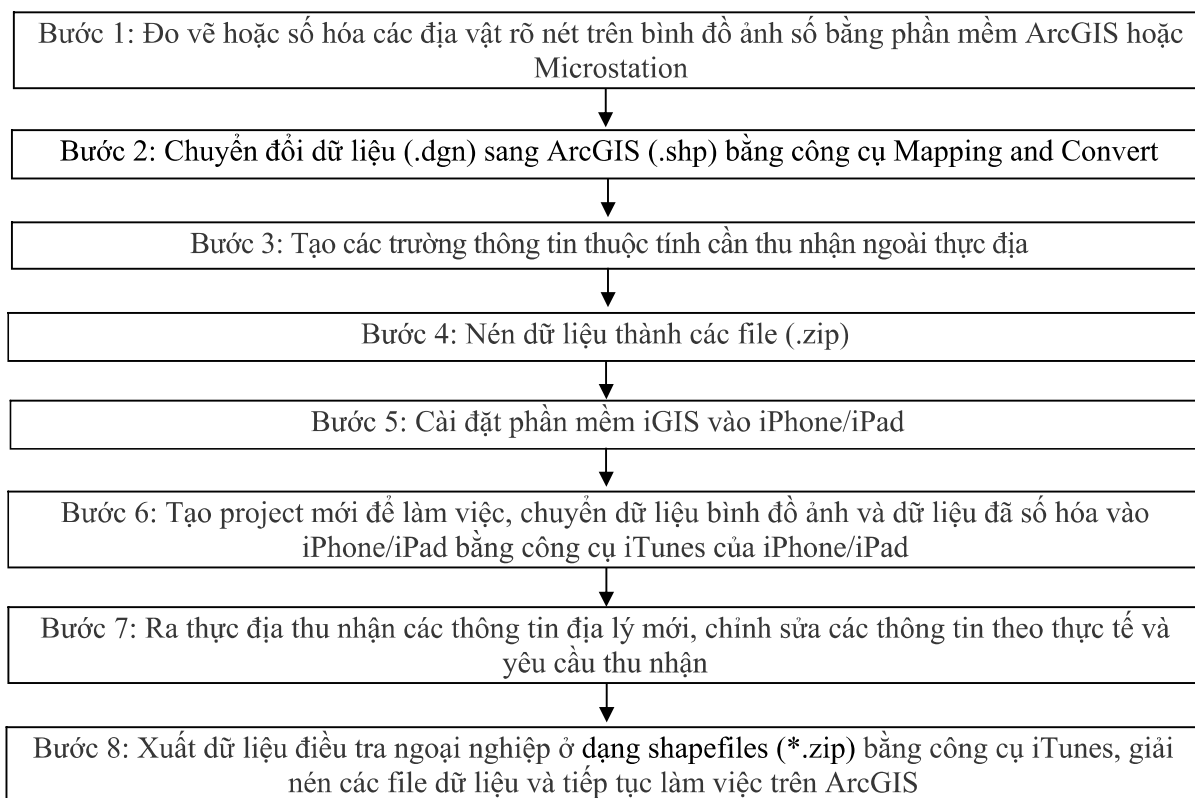 Bước 1: Đo vẽ hoặc số hóa các địa vật rõ nét trên bình đồ ảnh số bằng phần mềm ArcGIS hoặc
Microstation
Bước 2: Chuyển đổi dữ liệu (.dgn) sang ArcGIS (.shp) bằng công cụ Mapping and Convert
Bước 3: Tạo các trường thông tin thuộc tính cần thu nhận ngoài thực địa
Bước 4: Nén dữ liệu thành các file (.zip)
Bước 5: Cài đặt phần mềm iGIS vào iPhone/iPad
Bước 6: Tạo project mới để làm việc, chuyển dữ liệu bình đồ ảnh và dữ liệu đã số hóa vào
iPhone/iPad bằng công cụ iTunes của iPhone/iPad
Bước 7: Ra thực địa thu nhận các thông tin địa lý mới, chỉnh sửa các thông tin theo thực tế và
yêu cầu thu nhận
Bước 8: Xuất dữ liệu điều tra ngoại nghiệp ở dạng shapefiles (*.zip) bằng công cụ iTunes, giải
nén các file dữ liệu và tiếp tục làm việc trên ArcGIS